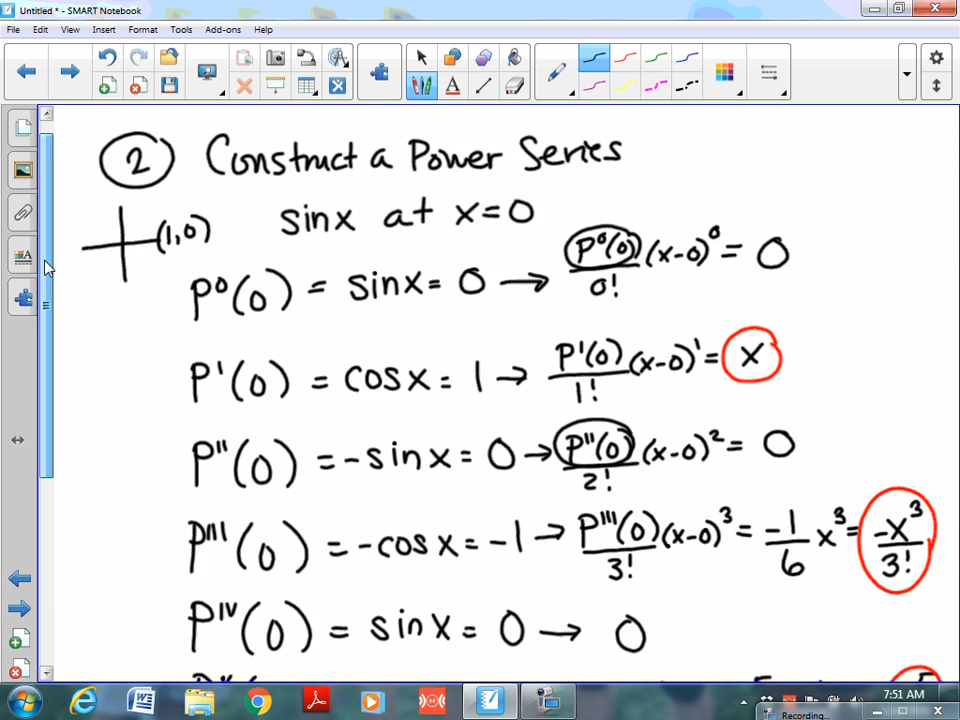 Untitled * - SMART Notebook
File Edit View Insert Format Tools Add-ons Help
② Construct a Power Series
(1,0) sinx at x=0
P⁰(0) = sinx = 0 → P⁰(0)/0! (x-0)⁰ = 0
P'(0) = cosx = 1 → P'(0)/1! (x-0)¹ = x
P''(0) = -sinx = 0 → P''(0)/2! (x-0)² = 0
P'''(0) = -cosx = -1 → P'''(0)/3! (x-0)³ = -1/6 x³ = -x³/3!
P^IV(0) = sinx = 0 → 0
7:51 AM
Recording...